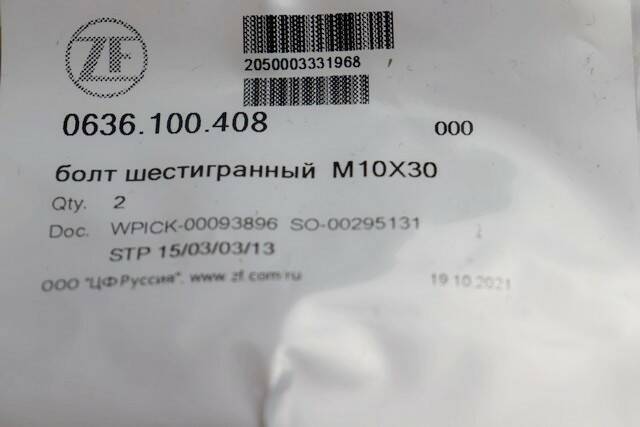 ZF
2050003331968
0636.100.408 000
болт шестигранный M10X30
Qty. 2
Doc. WPICK-00093896 SO-00295131
STP 15/03/03/13
ООО "ЦФ Руссия", www.zf.com.ru 19.10.2021